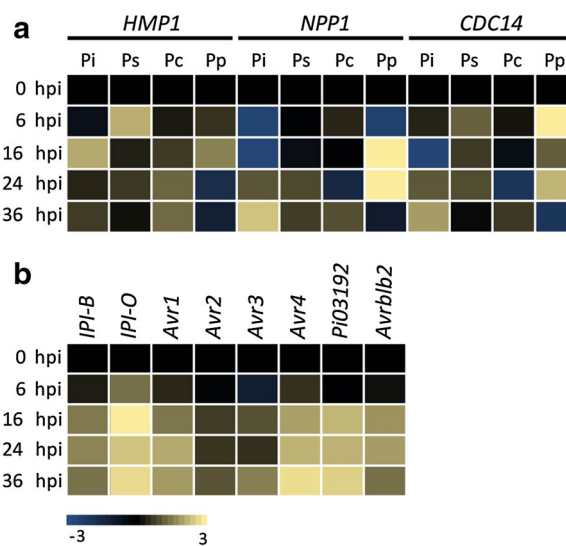 a
HMP1 NPP1 CDC14
Pi Ps Pc Pp Pi Ps Pc Pp Pi Ps Pc Pp
0 hpi
6 hpi
16 hpi
24 hpi
36 hpi
b
IPI-B IPI-O Avr1 Avr2 Avr3 Avr4 Pi03192 Avrblb2
0 hpi
6 hpi
16 hpi
24 hpi
36 hpi
-3 3